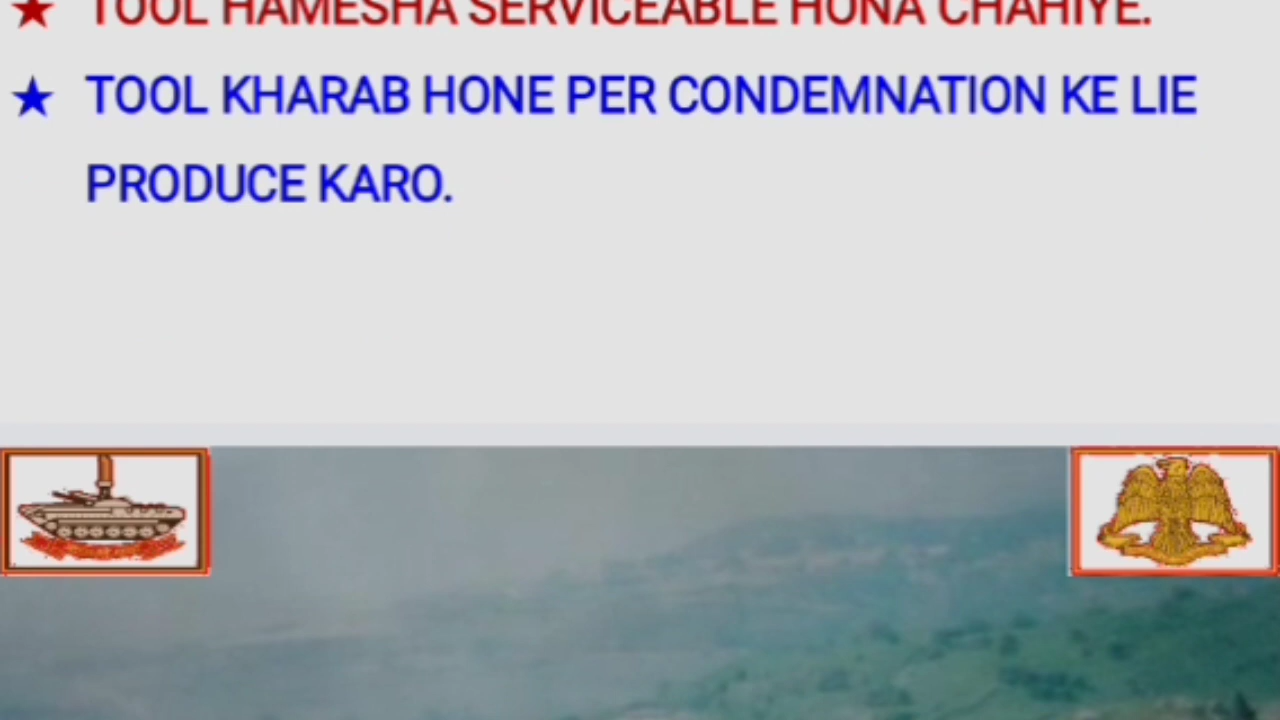 ★ TOOL HAMESHA SERVICEABLE HONA CHAHIYE.
★ TOOL KHARAB HONE PER CONDEMNATION KE LIE
PRODUCE KARO.